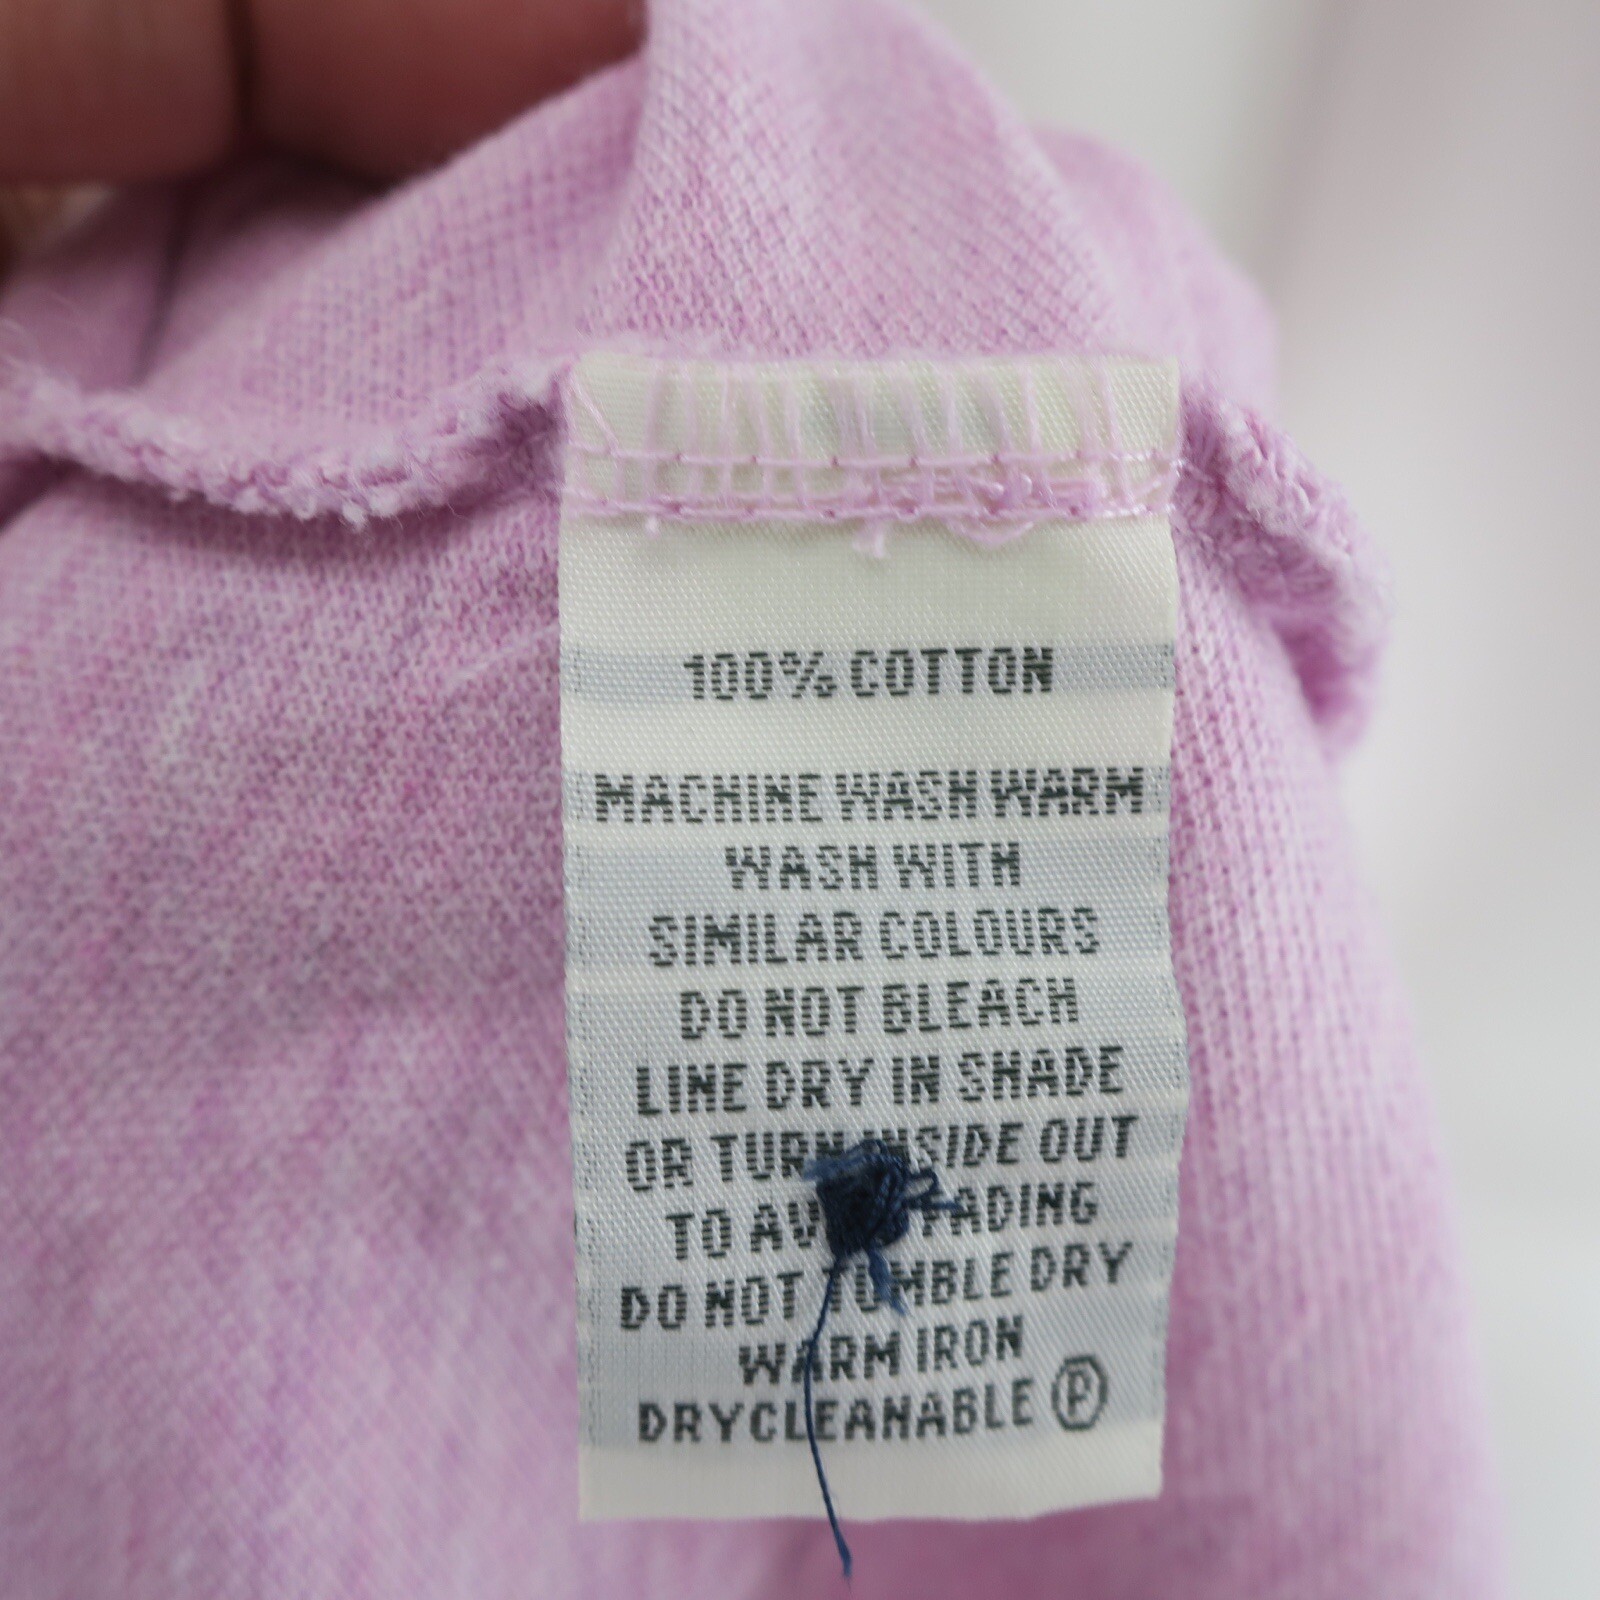 100% COTTON
MACHINE WASH WARM
WASH WITH
SIMILAR COLOURS
DO NOT BLEACH
LINE DRY IN SHADE
OR TURN INSIDE OUT
TO AVOID FADING
DO NOT TUMBLE DRY
WARM IRON
DRYCLEANABLE Ⓟ